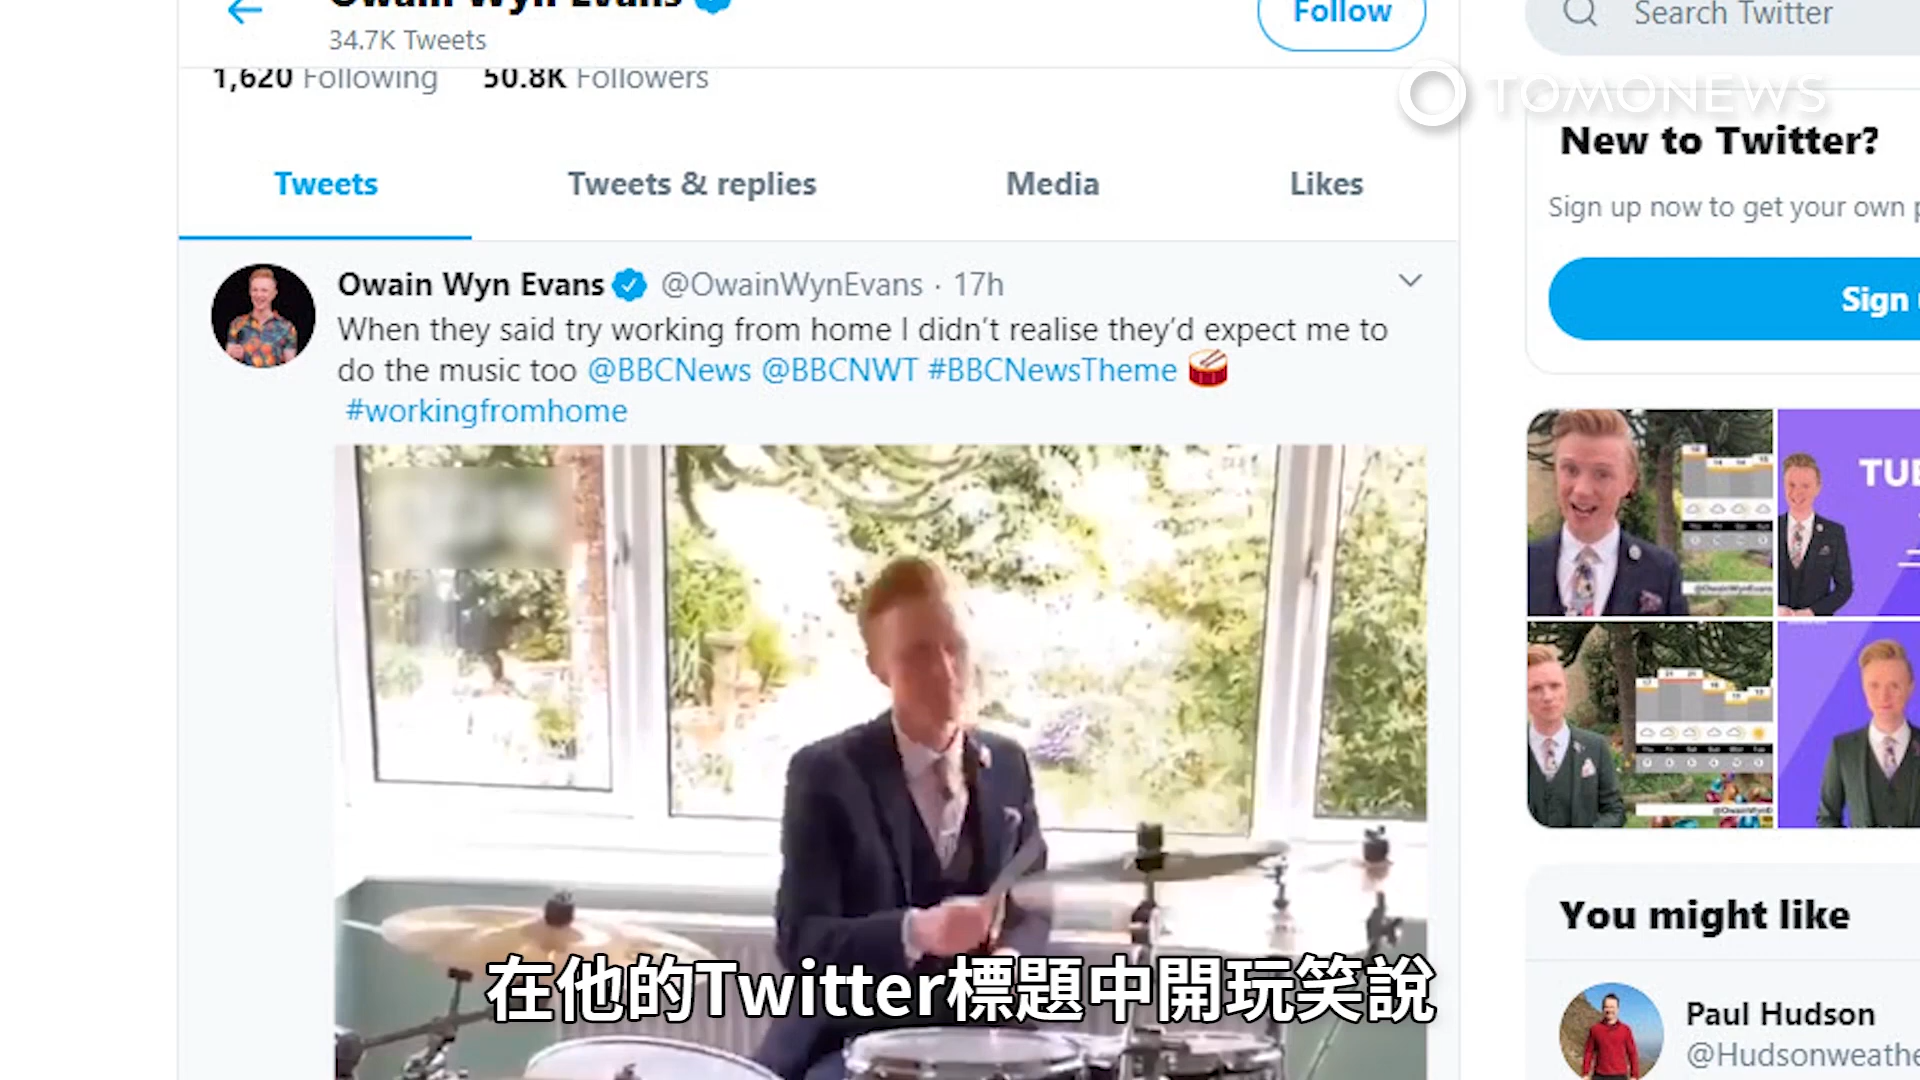 Owain Wyn Evans
34.7K Tweets
Follow
Search Twitter
1,620 Following 50.8K Followers
TOMONEWS
New to Twitter?
Sign up now to get your own
Sign
Tweets Tweets & replies Media Likes
Owain Wyn Evans @OwainWynEvans · 17h
When they said try working from home I didn't realise they'd expect me to
do the music too @BBCNews @BBCNWT #BBCNewsTheme
#workingfromhome
You might like
Paul Hudson
@Hudsonweathe
在他的Twitter標題中開玩笑說